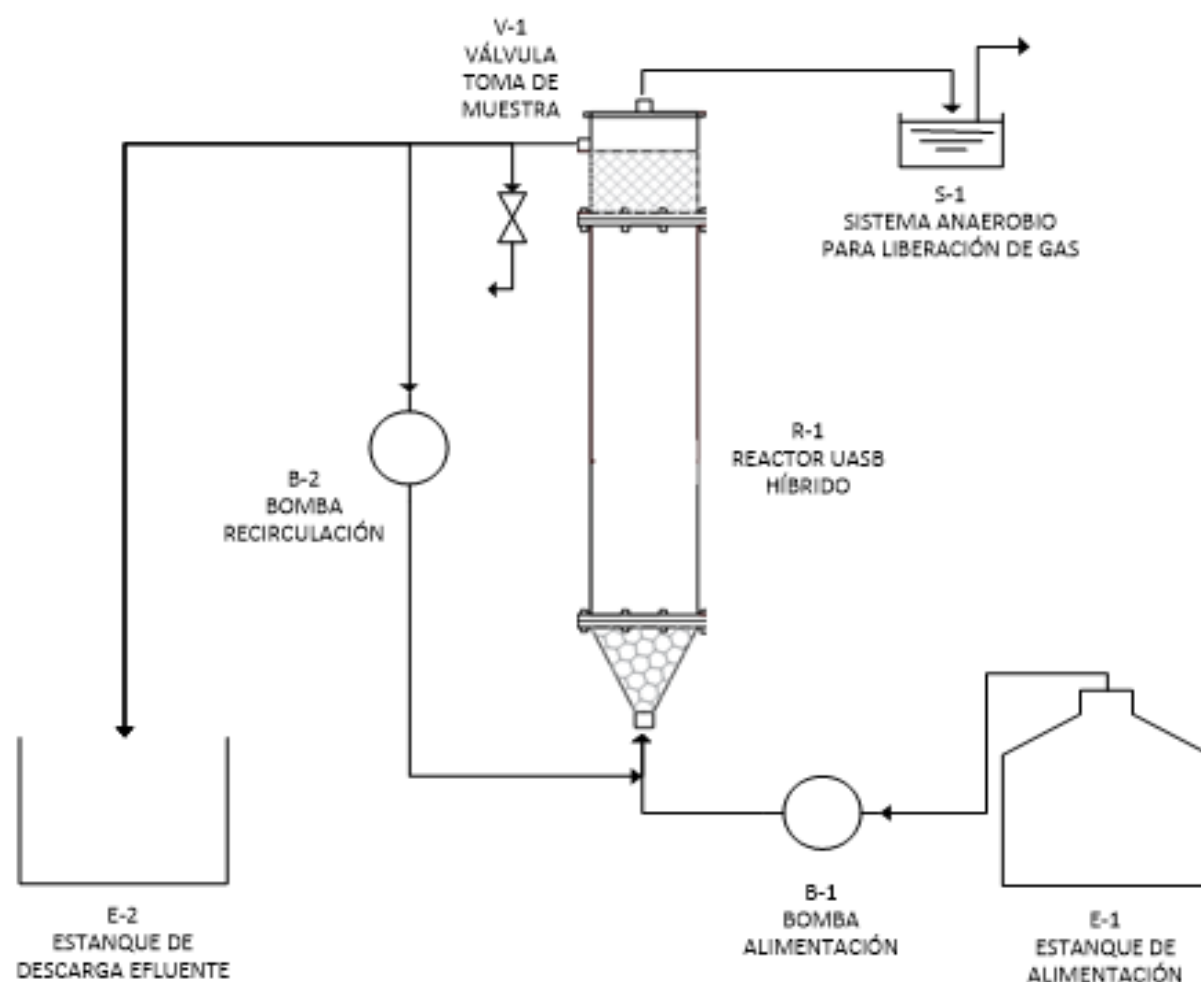 V-1
VÁLVULA
TOMA DE
MUESTRA
S-1
SISTEMA ANAEROBIO
PARA LIBERACIÓN DE GAS
R-1
REACTOR UASB
HÍBRIDO
B-2
BOMBA
RECIRCULACIÓN
B-1
BOMBA
ALIMENTACIÓN
E-1
ESTANQUE DE
ALIMENTACIÓN
E-2
ESTANQUE DE
DESCARGA EFLUENTE